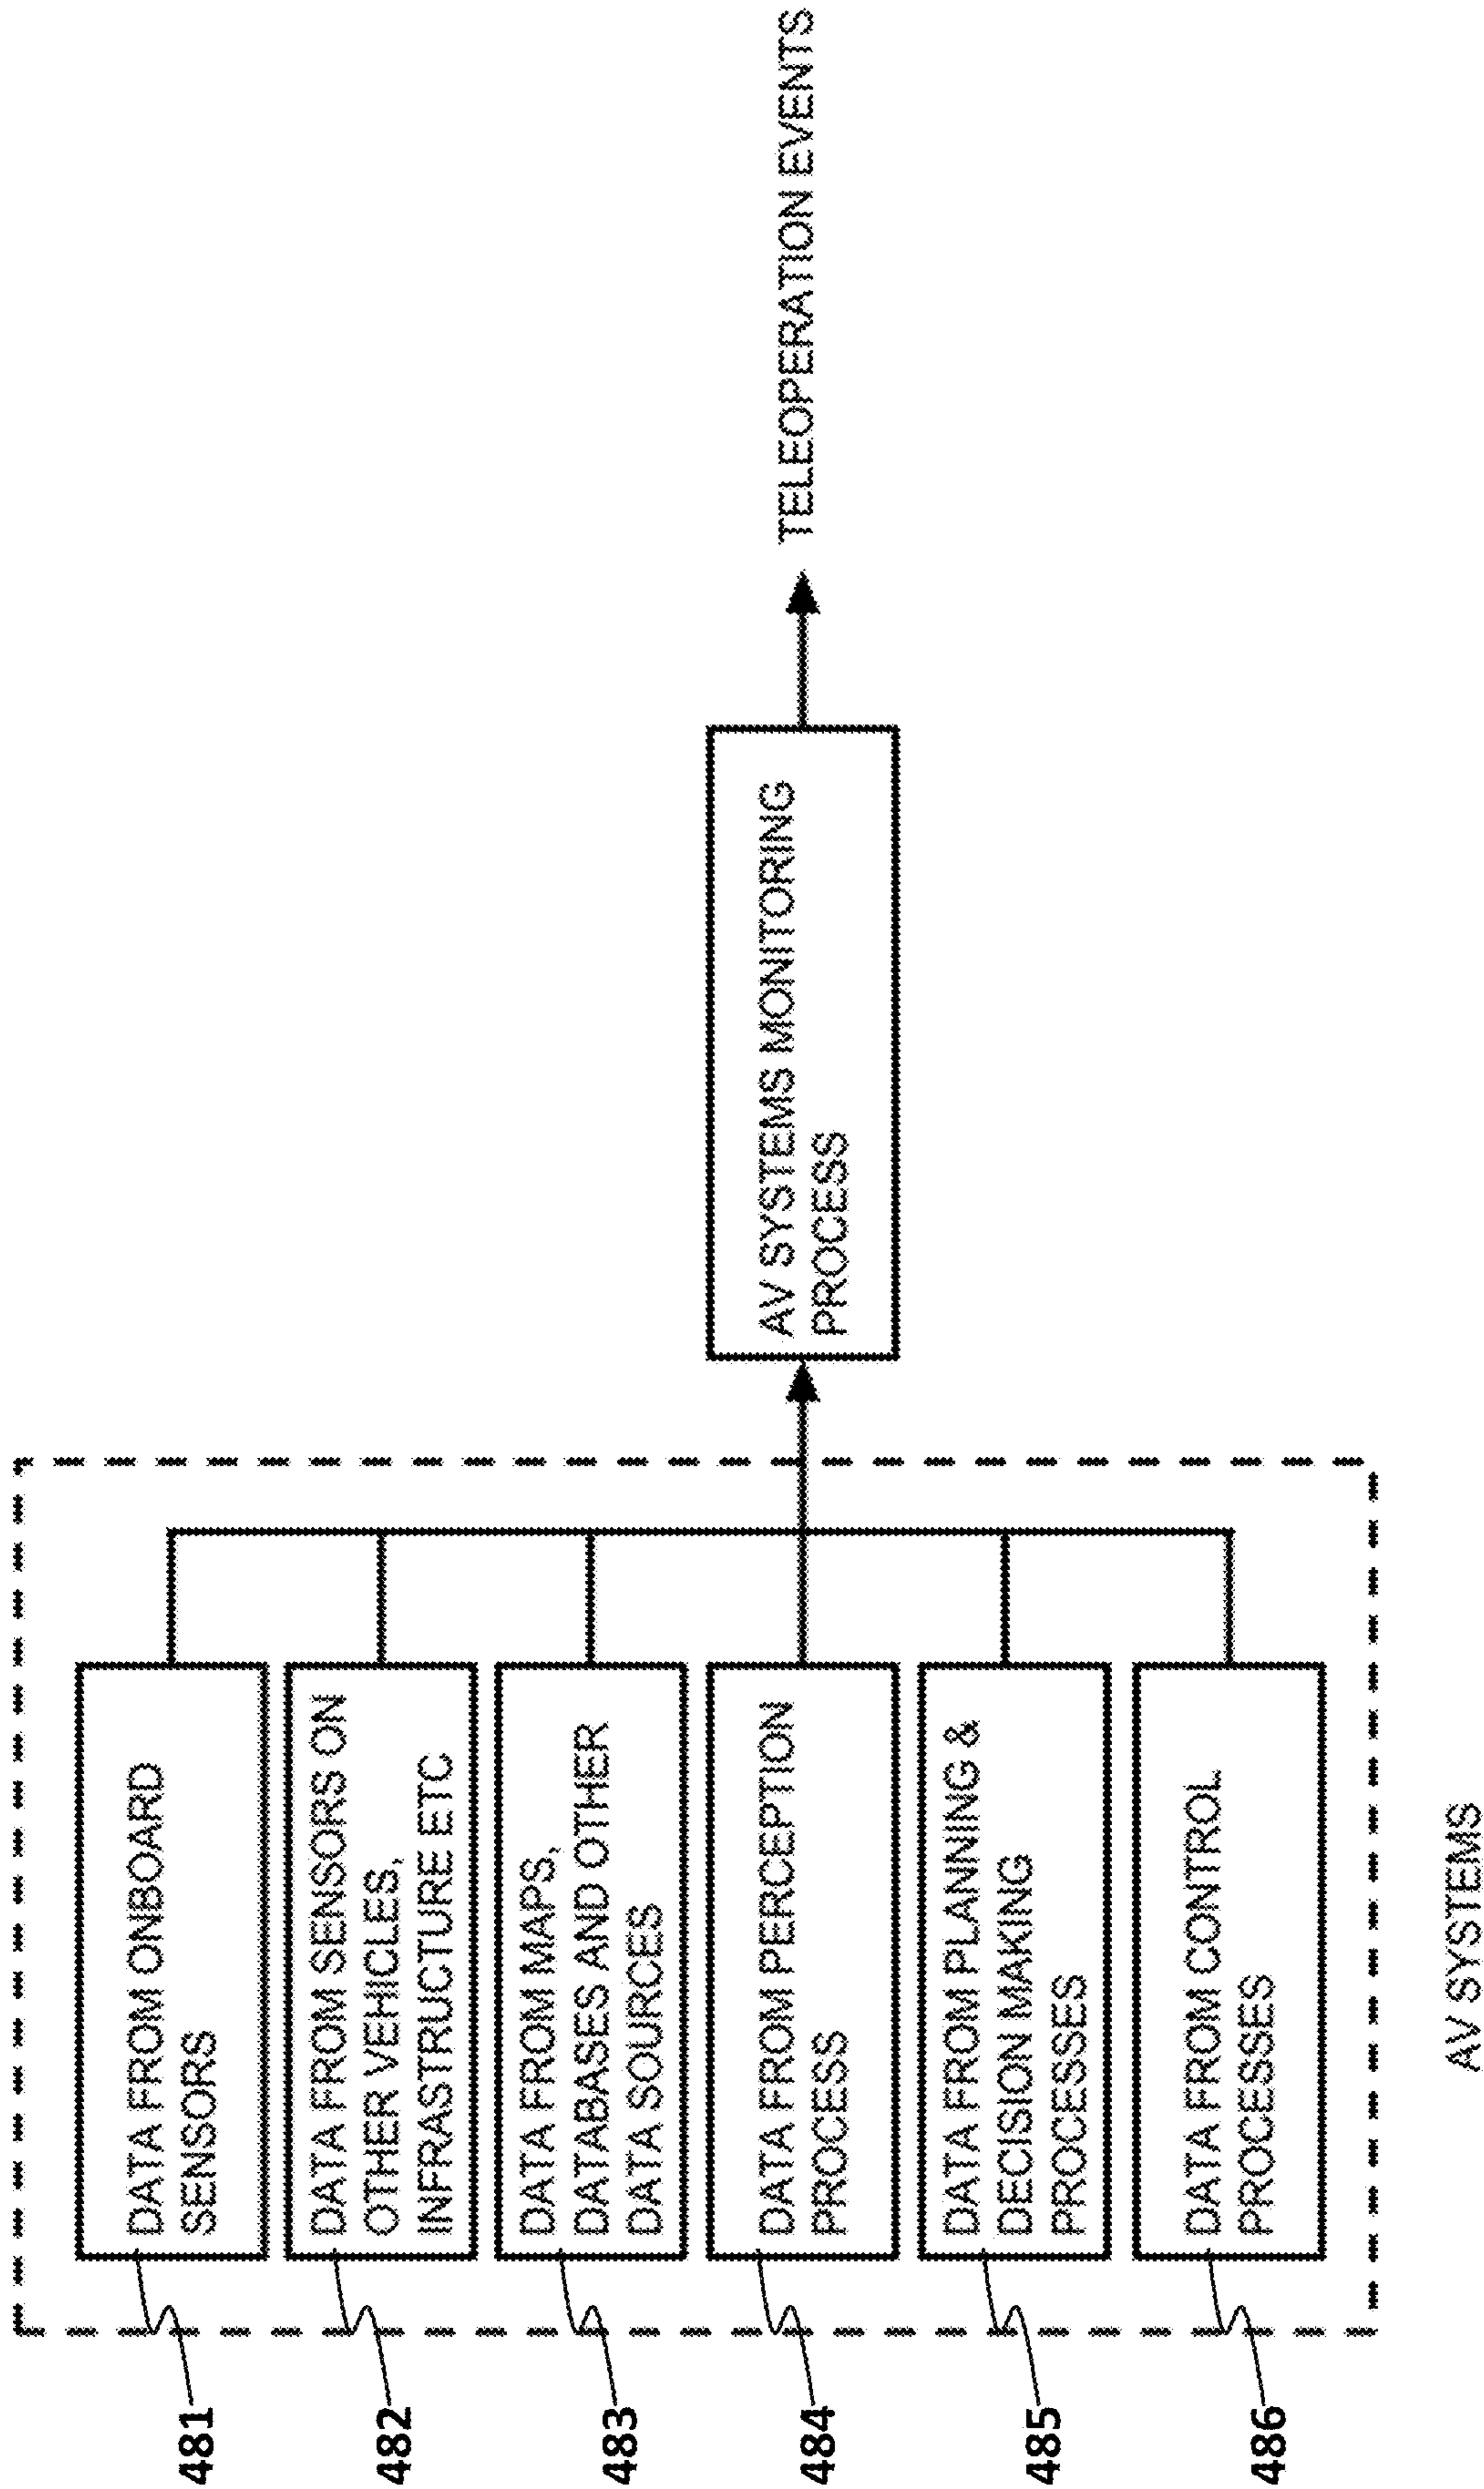 481
DATA FROM ONBOARD
SENSORS
482
DATA FROM SENSORS ON
OTHER VEHICLES,
INFRASTRUCTURE ETC
483
DATA FROM MAPS,
DATABASES AND OTHER
DATA SOURCES
484
DATA FROM PERCEPTION
PROCESS
485
DATA FROM PLANNING &
DECISION MAKING
PROCESSES
486
DATA FROM CONTROL
PROCESSES
AV SYSTEMS
AV SYSTEMS MONITORING
PROCESS
TELEOPERATION EVENTS